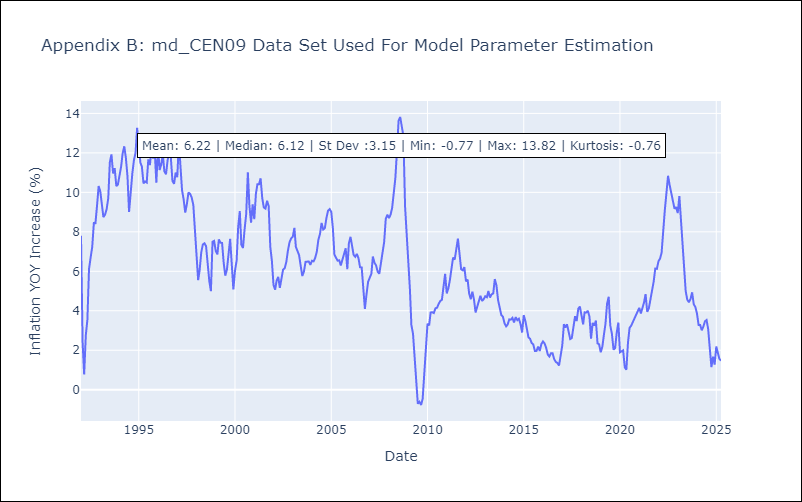 Appendix B: md_CEN09 Data Set Used For Model Parameter Estimation
14
Mean: 6.22 | Median: 6.12 | St Dev :3.15 | Min: -0.77 | Max: 13.82 | Kurtosis: -0.76
12
10
8
6
4
2
0
Inflation YOY Increase (%)
1995 2000 2005 2010 2015 2020 2025
Date